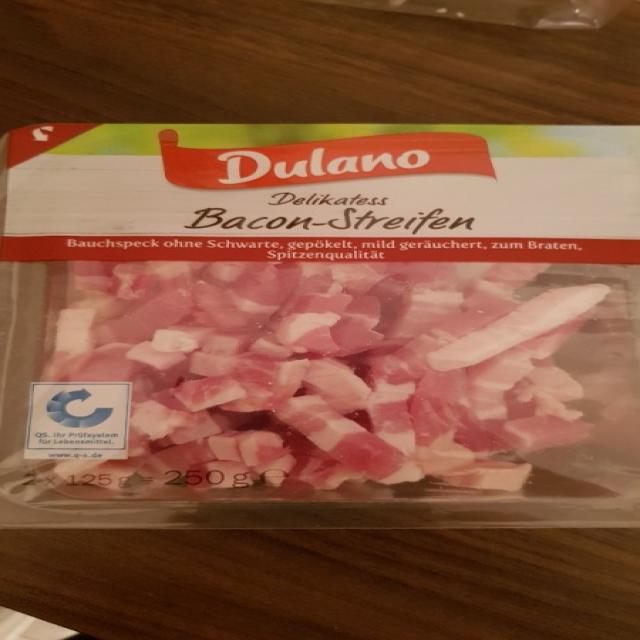 Dulano
Delikatess
Bacon-Streifen
Bauchspeck ohne Schwarte, gepökelt, mild geräuchert, zum Braten,
Spitzenqualität
QS. Ihr Prüfsystem
für Lebensmittel.
www.q-s.de
2 x 125 g = 250 g e